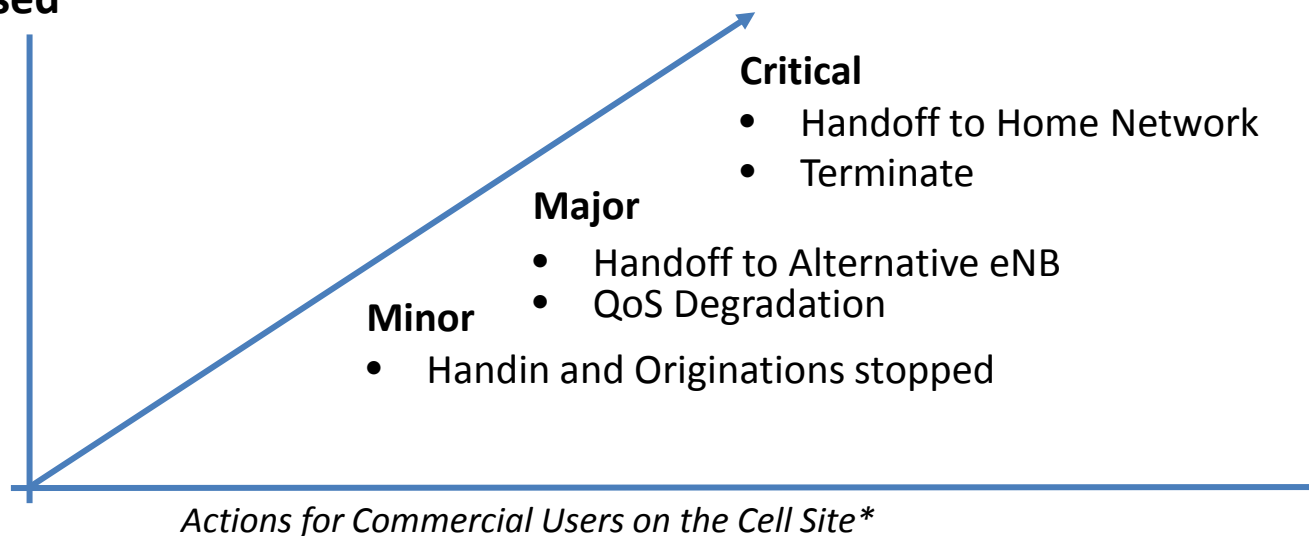 Critical
• Handoff to Home Network
• Terminate
Major
• Handoff to Alternative eNB
• QoS Degradation
Minor
• Handin and Originations stopped
Actions for Commercial Users on the Cell Site*